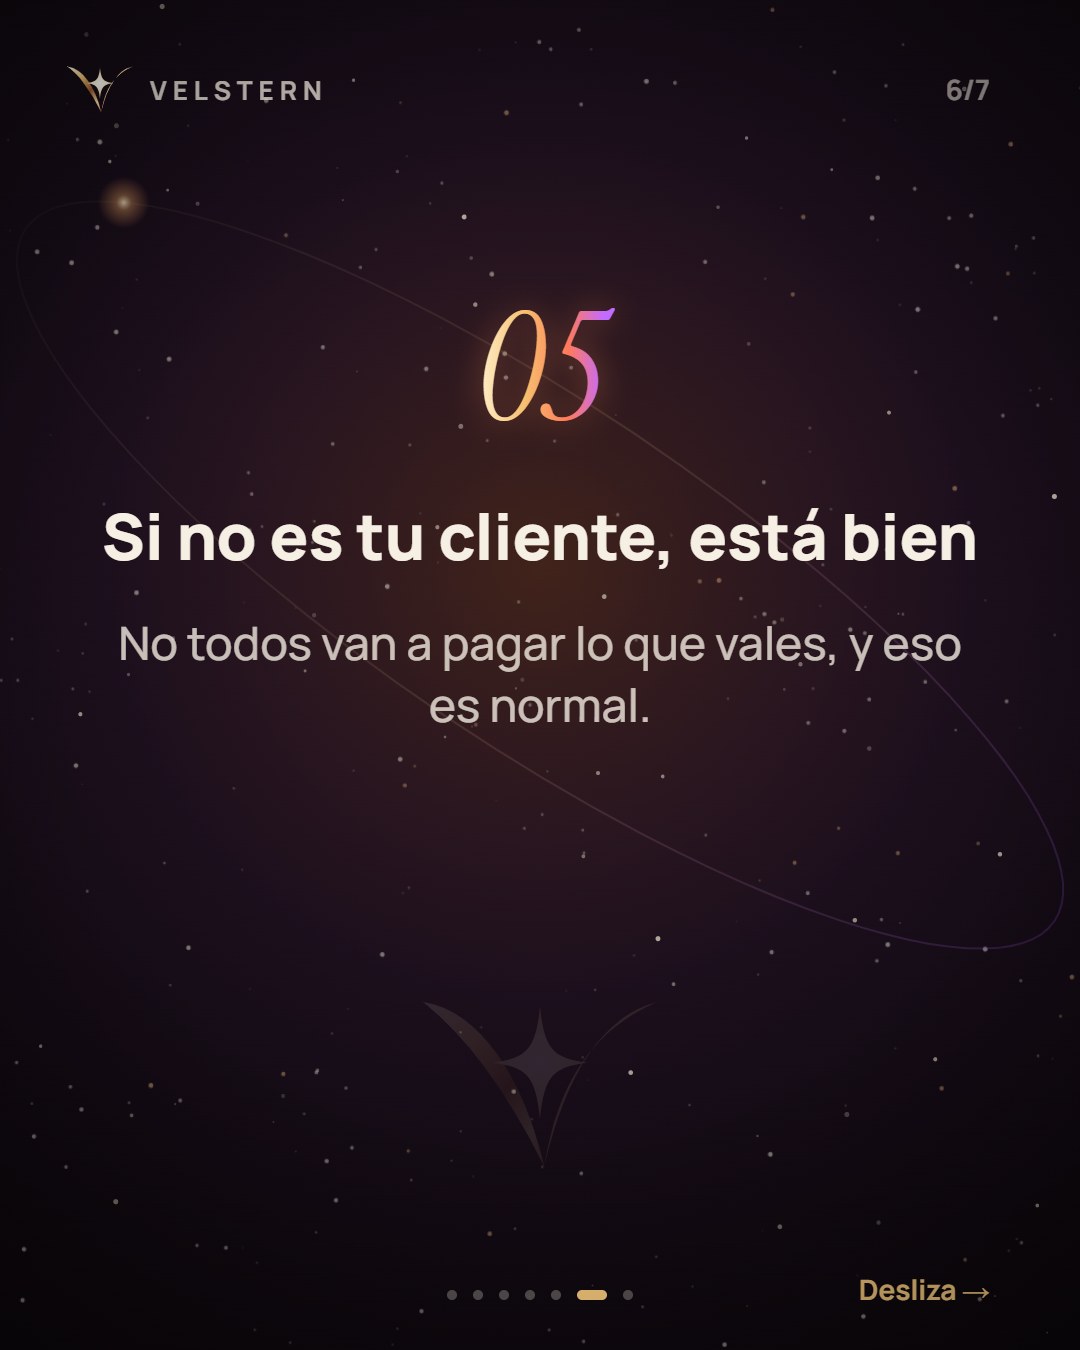 VELSTERN
6/7
05
Si no es tu cliente, está bien
No todos van a pagar lo que vales, y eso
es normal.
Desliza →